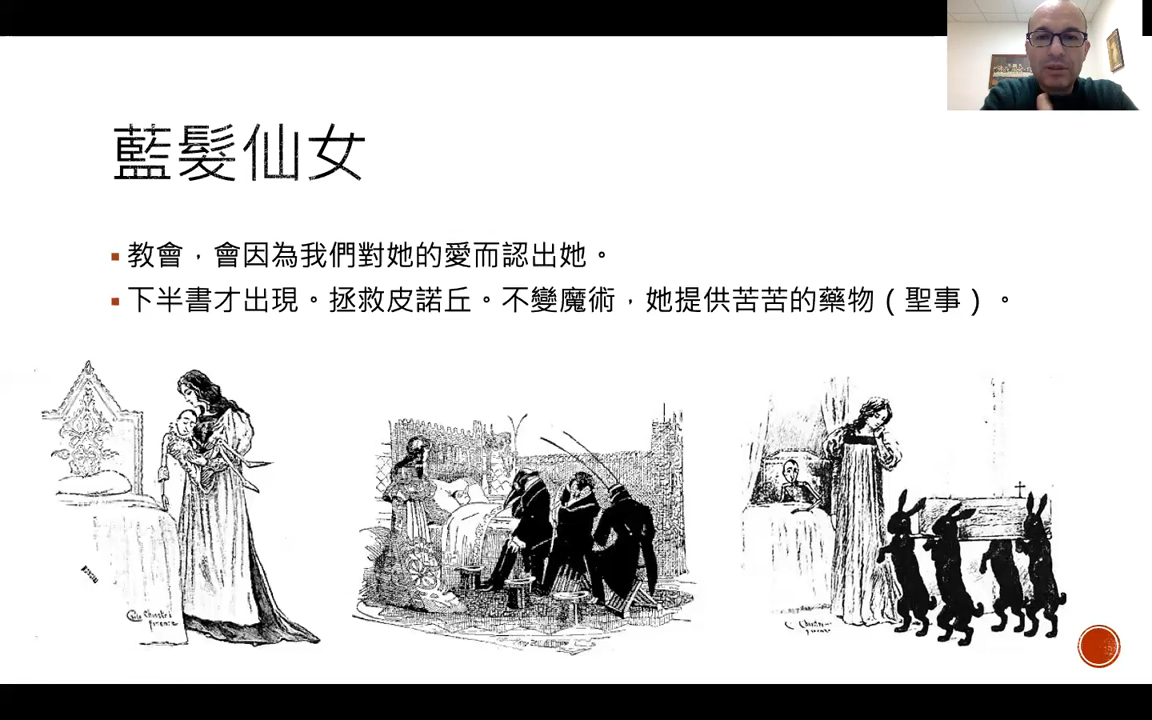 藍髮仙女
▪教會，會因為我們對她的愛而認出她。
▪下半書才出現。拯救皮諾丘。不變魔術，她提供苦苦的藥物（聖事）。